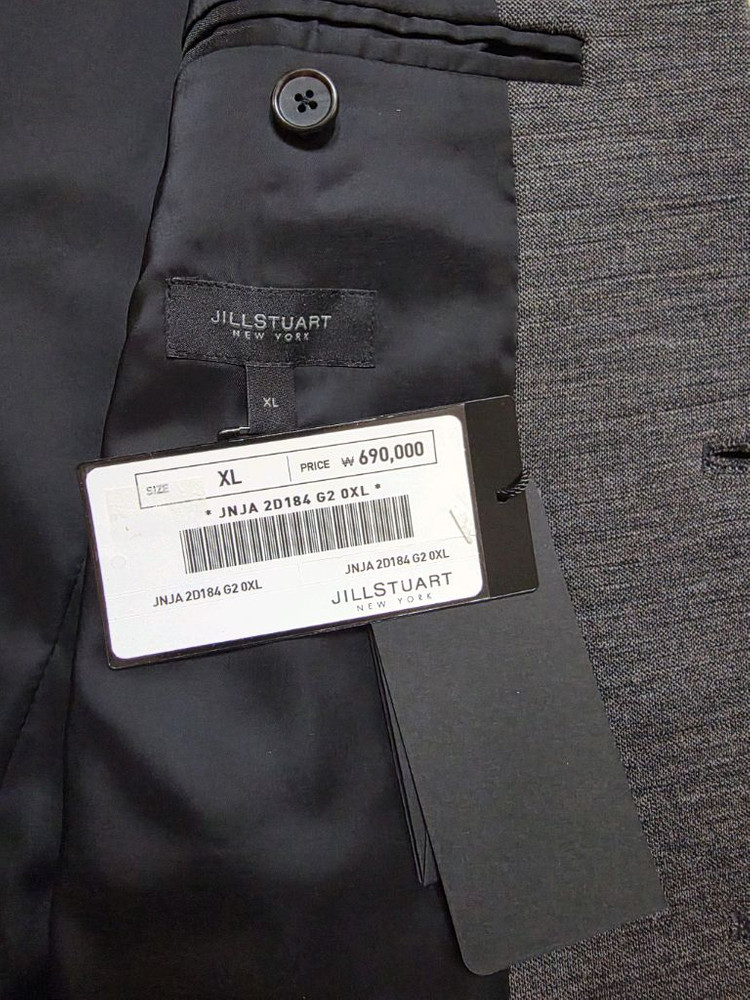 JILLSTUART
NEW YORK
XL
SIZE XL PRICE ₩ 690,000
* JNJA 2D184 G2 0XL *
JNJA 2D184 G2 0XL
JNJA 2D184 G2 0XL
JILLSTUART
NEW YORK